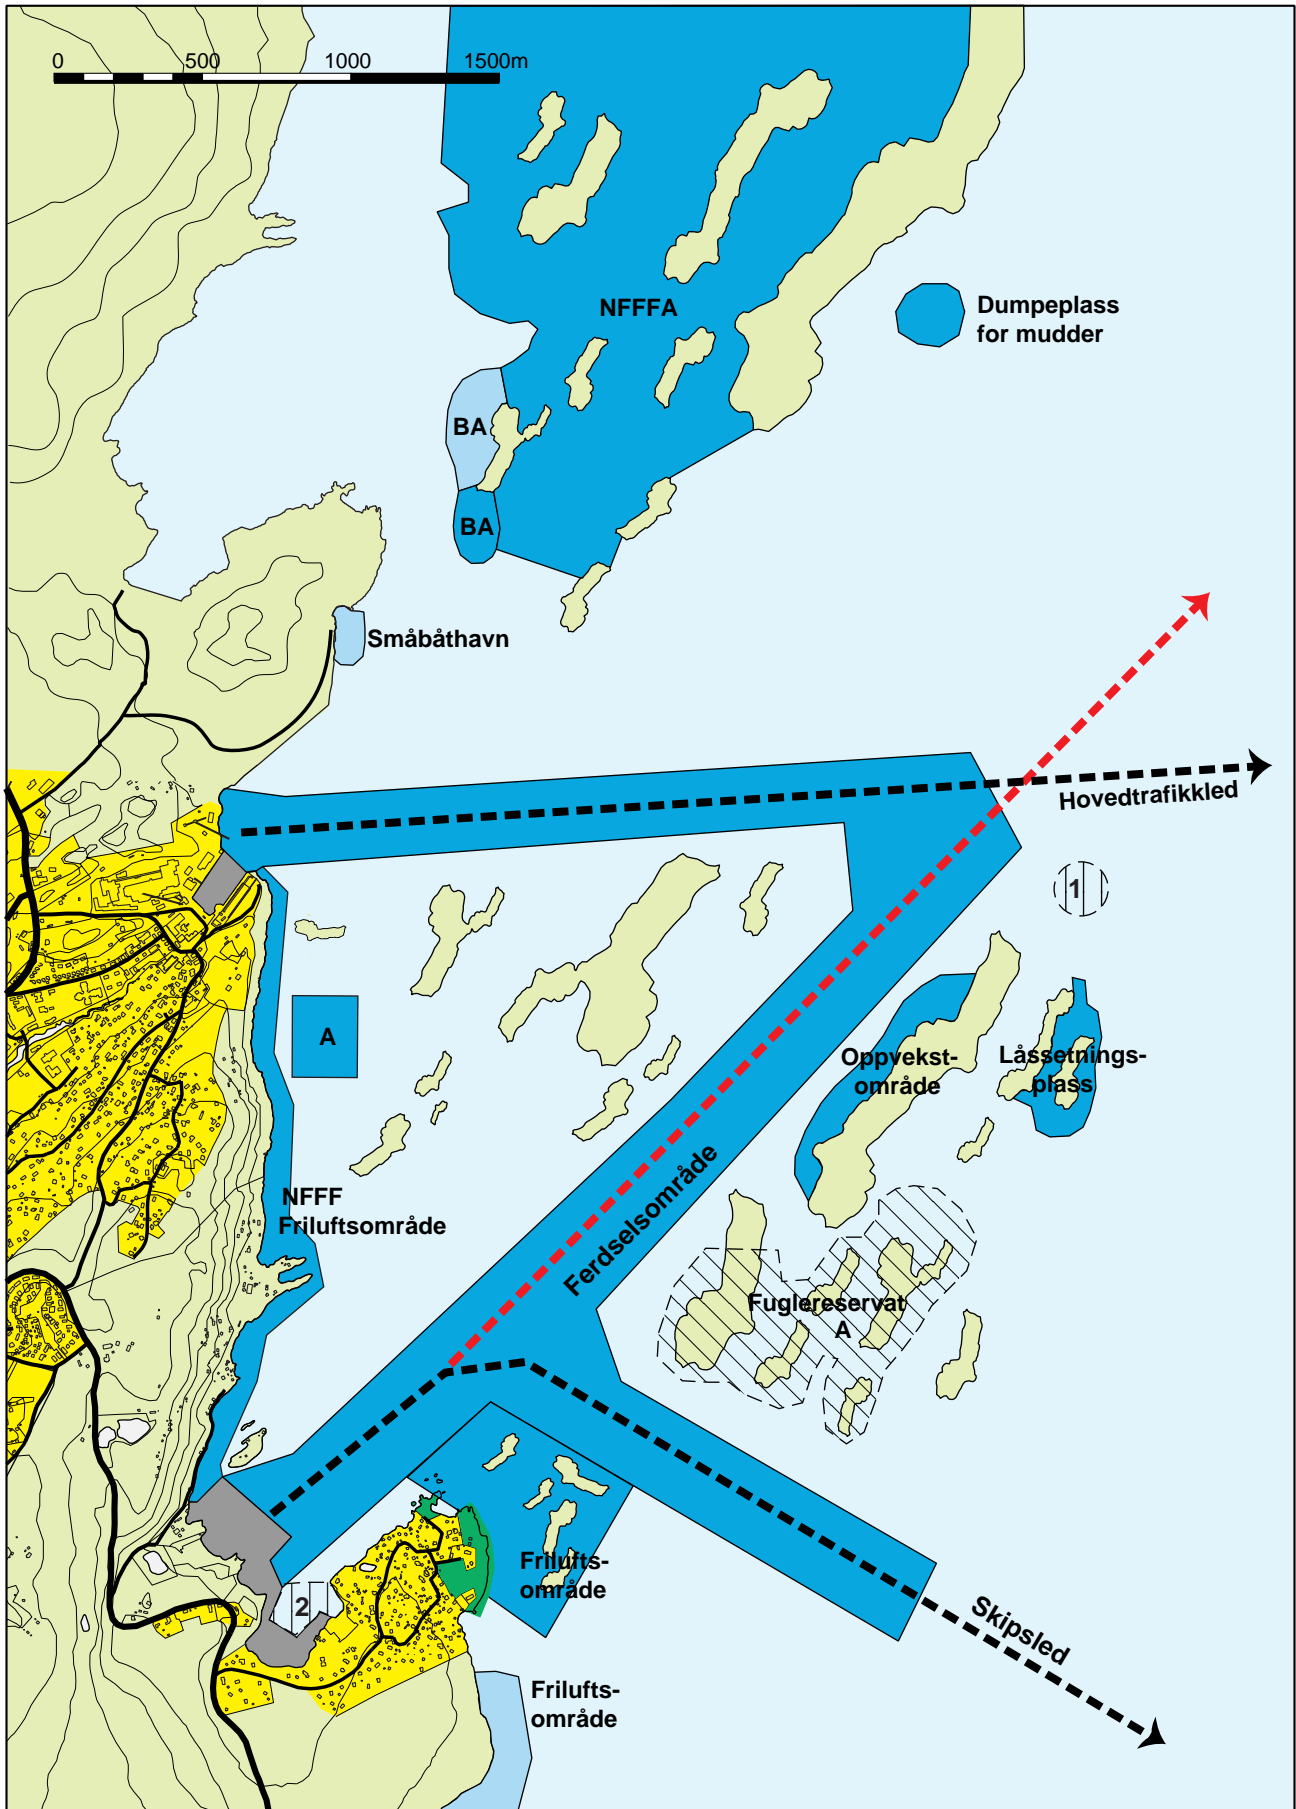 0 500 1000 1500m
NFFFA
Dumpeplass
for mudder
BA
BA
Småbåthavn
Hovedtrafikkled
1
A
Oppvekst-
område
Låssetnings-
plass
NFFF
Friluftsområde
Ferdselsområde
Fuglereservat
A
Frilufts-
område
2
Skipsled
Frilufts-
område